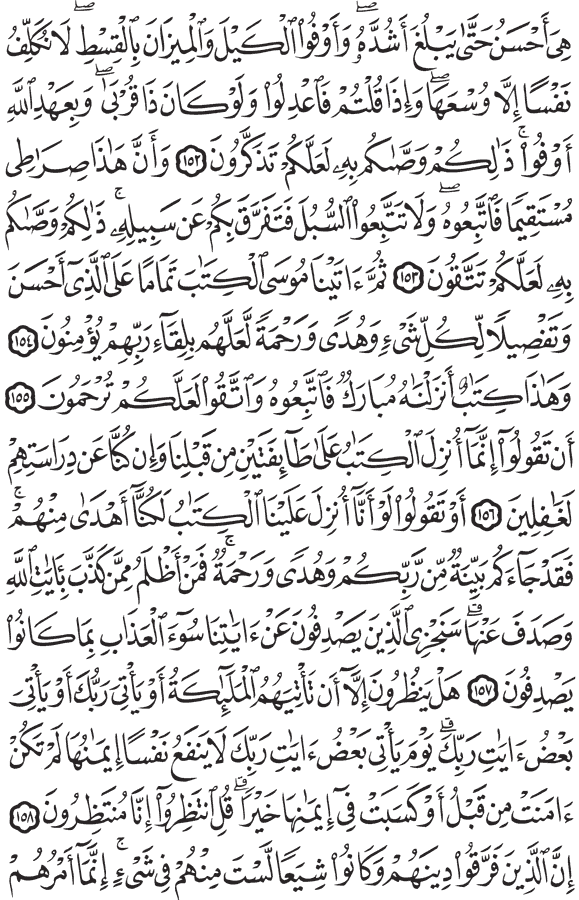 هِىَ أَحْسَنُ حَتَّىٰ يَبْلُغَ أَشُدَّهُۥۖ وَأَوْفُوا۟ ٱلْكَيْلَ وَٱلْمِيزَانَ بِٱلْقِسْطِۖ لَا نُكَلِّفُ
نَفْسًا إِلَّا وُسْعَهَاۖ وَإِذَا قُلْتُمْ فَٱعْدِلُوا۟ وَلَوْ كَانَ ذَا قُرْبَىٰۖ وَبِعَهْدِ ٱللَّهِ
أَوْفُوا۟ۚ ذَٰلِكُمْ وَصَّىٰكُم بِهِۦ لَعَلَّكُمْ تَذَكَّرُونَ ١٥٢ وَأَنَّ هَٰذَا صِرَٰطِى
مُسْتَقِيمًا فَٱتَّبِعُوهُۖ وَلَا تَتَّبِعُوا۟ ٱلسُّبُلَ فَتَفَرَّقَ بِكُمْ عَن سَبِيلِهِۦۚ ذَٰلِكُمْ وَصَّىٰكُم
بِهِۦ لَعَلَّكُمْ تَتَّقُونَ ١٥٣ ثُمَّ ءَاتَيْنَا مُوسَى ٱلْكِتَٰبَ تَمَامًا عَلَى ٱلَّذِىٓ أَحْسَنَ
وَتَفْصِيلًا لِّكُلِّ شَىْءٍ وَهُدًى وَرَحْمَةً لَّعَلَّهُم بِلِقَآءِ رَبِّهِمْ يُؤْمِنُونَ ١٥٤
وَهَٰذَا كِتَٰبٌ أَنزَلْنَٰهُ مُبَارَكٌ فَٱتَّبِعُوهُ وَٱتَّقُوا۟ لَعَلَّكُمْ تُرْحَمُونَ ١٥٥
أَن تَقُولُوٓا۟ إِنَّمَآ أُنزِلَ ٱلْكِتَٰبُ عَلَىٰ طَآئِفَتَيْنِ مِن قَبْلِنَا وَإِن كُنَّا عَن دِرَاسَتِهِمْ
لَغَٰفِلِينَ ١٥٦ أَوْ تَقُولُوا۟ لَوْ أَنَّآ أُنزِلَ عَلَيْنَا ٱلْكِتَٰبُ لَكُنَّآ أَهْدَىٰ مِنْهُمْۚ
فَقَدْ جَآءَكُم بَيِّنَةٌ مِّن رَّبِّكُمْ وَهُدًى وَرَحْمَةٌۚ فَمَنْ أَظْلَمُ مِمَّن كَذَّبَ بِـَٔايَٰتِ ٱللَّهِ
وَصَدَفَ عَنْهَاۗ سَنَجْزِى ٱلَّذِينَ يَصْدِفُونَ عَنْ ءَايَٰتِنَا سُوٓءَ ٱلْعَذَابِ بِمَا كَانُوا۟
يَصْدِفُونَ ١٥٧ هَلْ يَنظُرُونَ إِلَّآ أَن تَأْتِيَهُمُ ٱلْمَلَٰٓئِكَةُ أَوْ يَأْتِىَ رَبُّكَ أَوْ يَأْتِىَ
بَعْضُ ءَايَٰتِ رَبِّكَۗ يَوْمَ يَأْتِى بَعْضُ ءَايَٰتِ رَبِّكَ لَا يَنفَعُ نَفْسًا إِيمَٰنُهَا لَمْ تَكُنْ
ءَامَنَتْ مِن قَبْلُ أَوْ كَسَبَتْ فِىٓ إِيمَٰنِهَا خَيْرًاۗ قُلِ ٱنتَظِرُوٓا۟ إِنَّا مُنتَظِرُونَ ١٥٨
إِنَّ ٱلَّذِينَ فَرَّقُوا۟ دِينَهُمْ وَكَانُوا۟ شِيَعًا لَّسْتَ مِنْهُمْ فِى شَىْءٍۚ إِنَّمَآ أَمْرُهُمْ